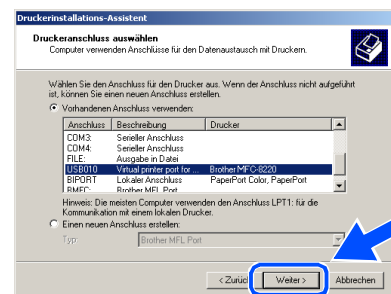 Druckerinstallations-Assistent
Druckeranschluss auswählen
Computer verwenden Anschlüsse für den Datenaustausch mit Druckern.
Wählen Sie den Anschluss für den Drucker aus. Wenn der Anschluss nicht aufgeführt
ist, können Sie einen neuen Anschluss erstellen.
Vorhandenen Anschluss verwenden:
Anschluss Beschreibung Drucker
COM3: Serieller Anschluss
COM4: Serieller Anschluss
FILE: Ausgabe in Datei
USB010 Virtual printer port for ... Brother MFC-8220
BIPORT Lokaler Anschluss PaperPort Color, PaperPort
BMFC: Brother MFL Port
Hinweis: Die meisten Computer verwenden den Anschluss LPT1: für die
Kommunikation mit einem lokalen Drucker.
Einen neuen Anschluss erstellen:
Typ: Brother MFL Port
< Zurück Weiter > Abbrechen